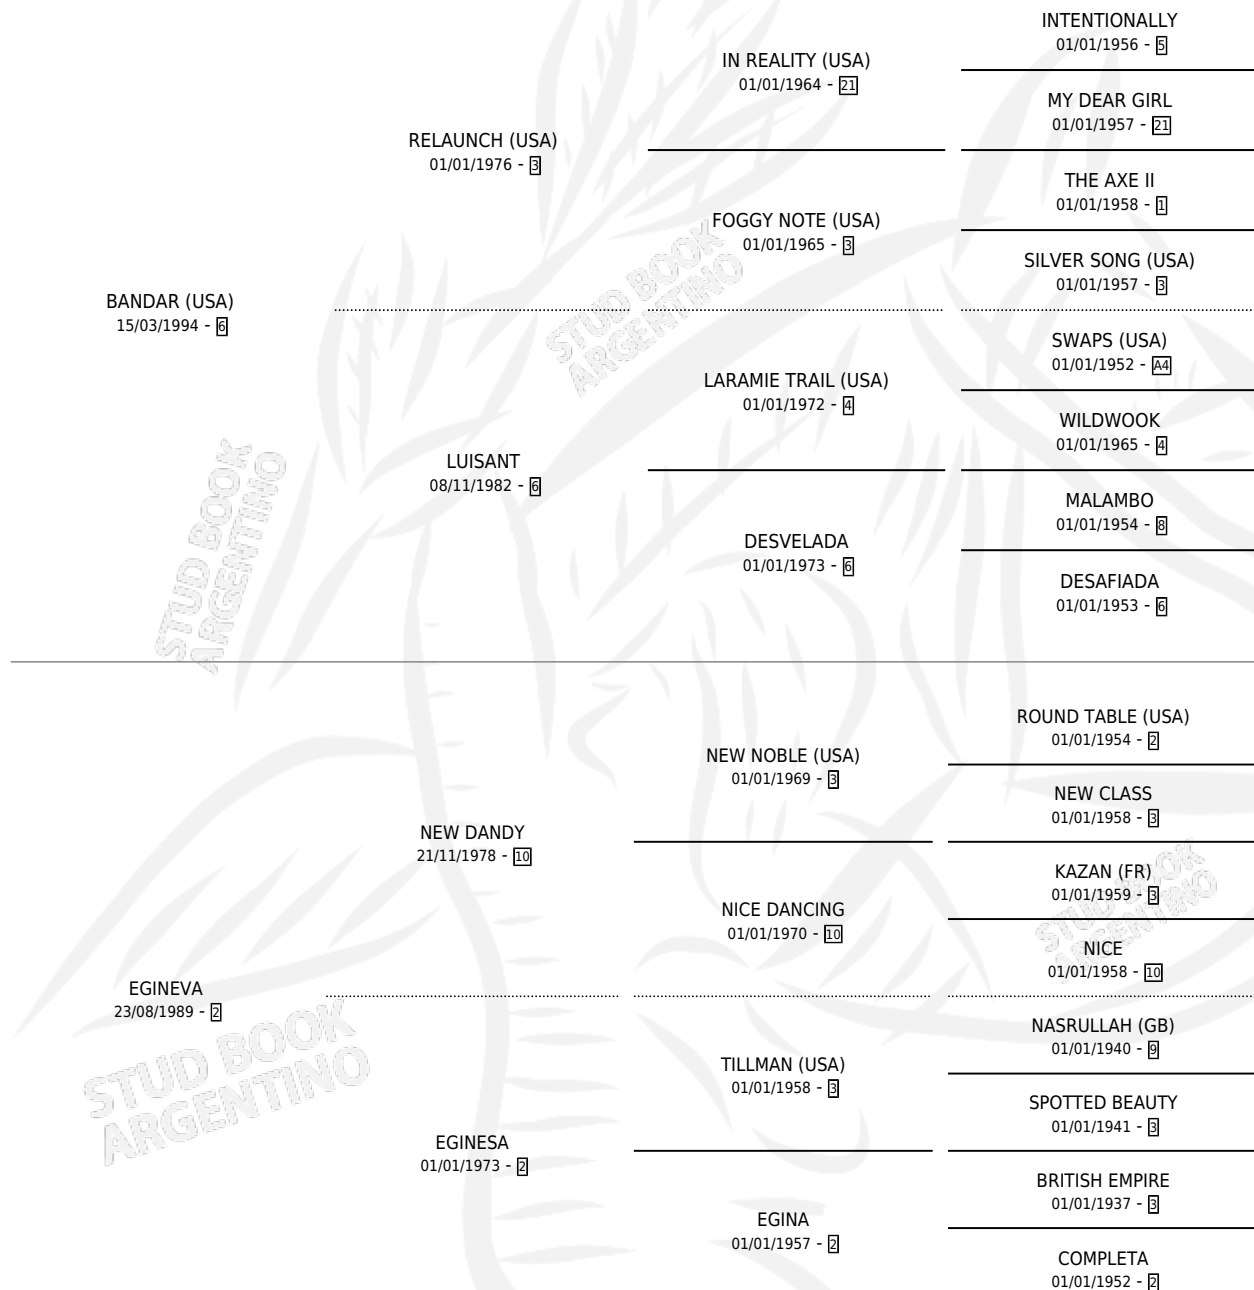 INTENTIONALLY
01/01/1956 - 5
IN REALITY (USA)
01/01/1964 - 21
MY DEAR GIRL
01/01/1957 - 21
RELAUNCH (USA)
01/01/1976 - 3
THE AXE II
01/01/1958 - 1
FOGGY NOTE (USA)
01/01/1965 - 3
SILVER SONG (USA)
01/01/1957 - 3
BANDAR (USA)
15/03/1994 - 6
SWAPS (USA)
01/01/1952 - A4
LARAMIE TRAIL (USA)
01/01/1972 - 4
WILDWOOK
01/01/1965 - 4
LUISANT
08/11/1982 - 6
MALAMBO
01/01/1954 - 8
DESVELADA
01/01/1973 - 6
DESAFIADA
01/01/1953 - 6
ROUND TABLE (USA)
01/01/1954 - 2
NEW NOBLE (USA)
01/01/1969 - 3
NEW CLASS
01/01/1958 - 3
NEW DANDY
21/11/1978 - 10
KAZAN (FR)
01/01/1959 - 3
NICE DANCING
01/01/1970 - 10
NICE
01/01/1958 - 10
EGINEVA
23/08/1989 - 2
NASRULLAH (GB)
01/01/1940 - 9
TILLMAN (USA)
01/01/1958 - 3
SPOTTED BEAUTY
01/01/1941 - 3
EGINESA
01/01/1973 - 2
BRITISH EMPIRE
01/01/1937 - 3
EGINA
01/01/1957 - 2
COMPLETA
01/01/1952 - 2
STUD BOOK
ARGENTINO
STUD BOOK
ARGENTINO
STUD BOOK
ARGENTINO
STUD BOOK
ARGENTINO